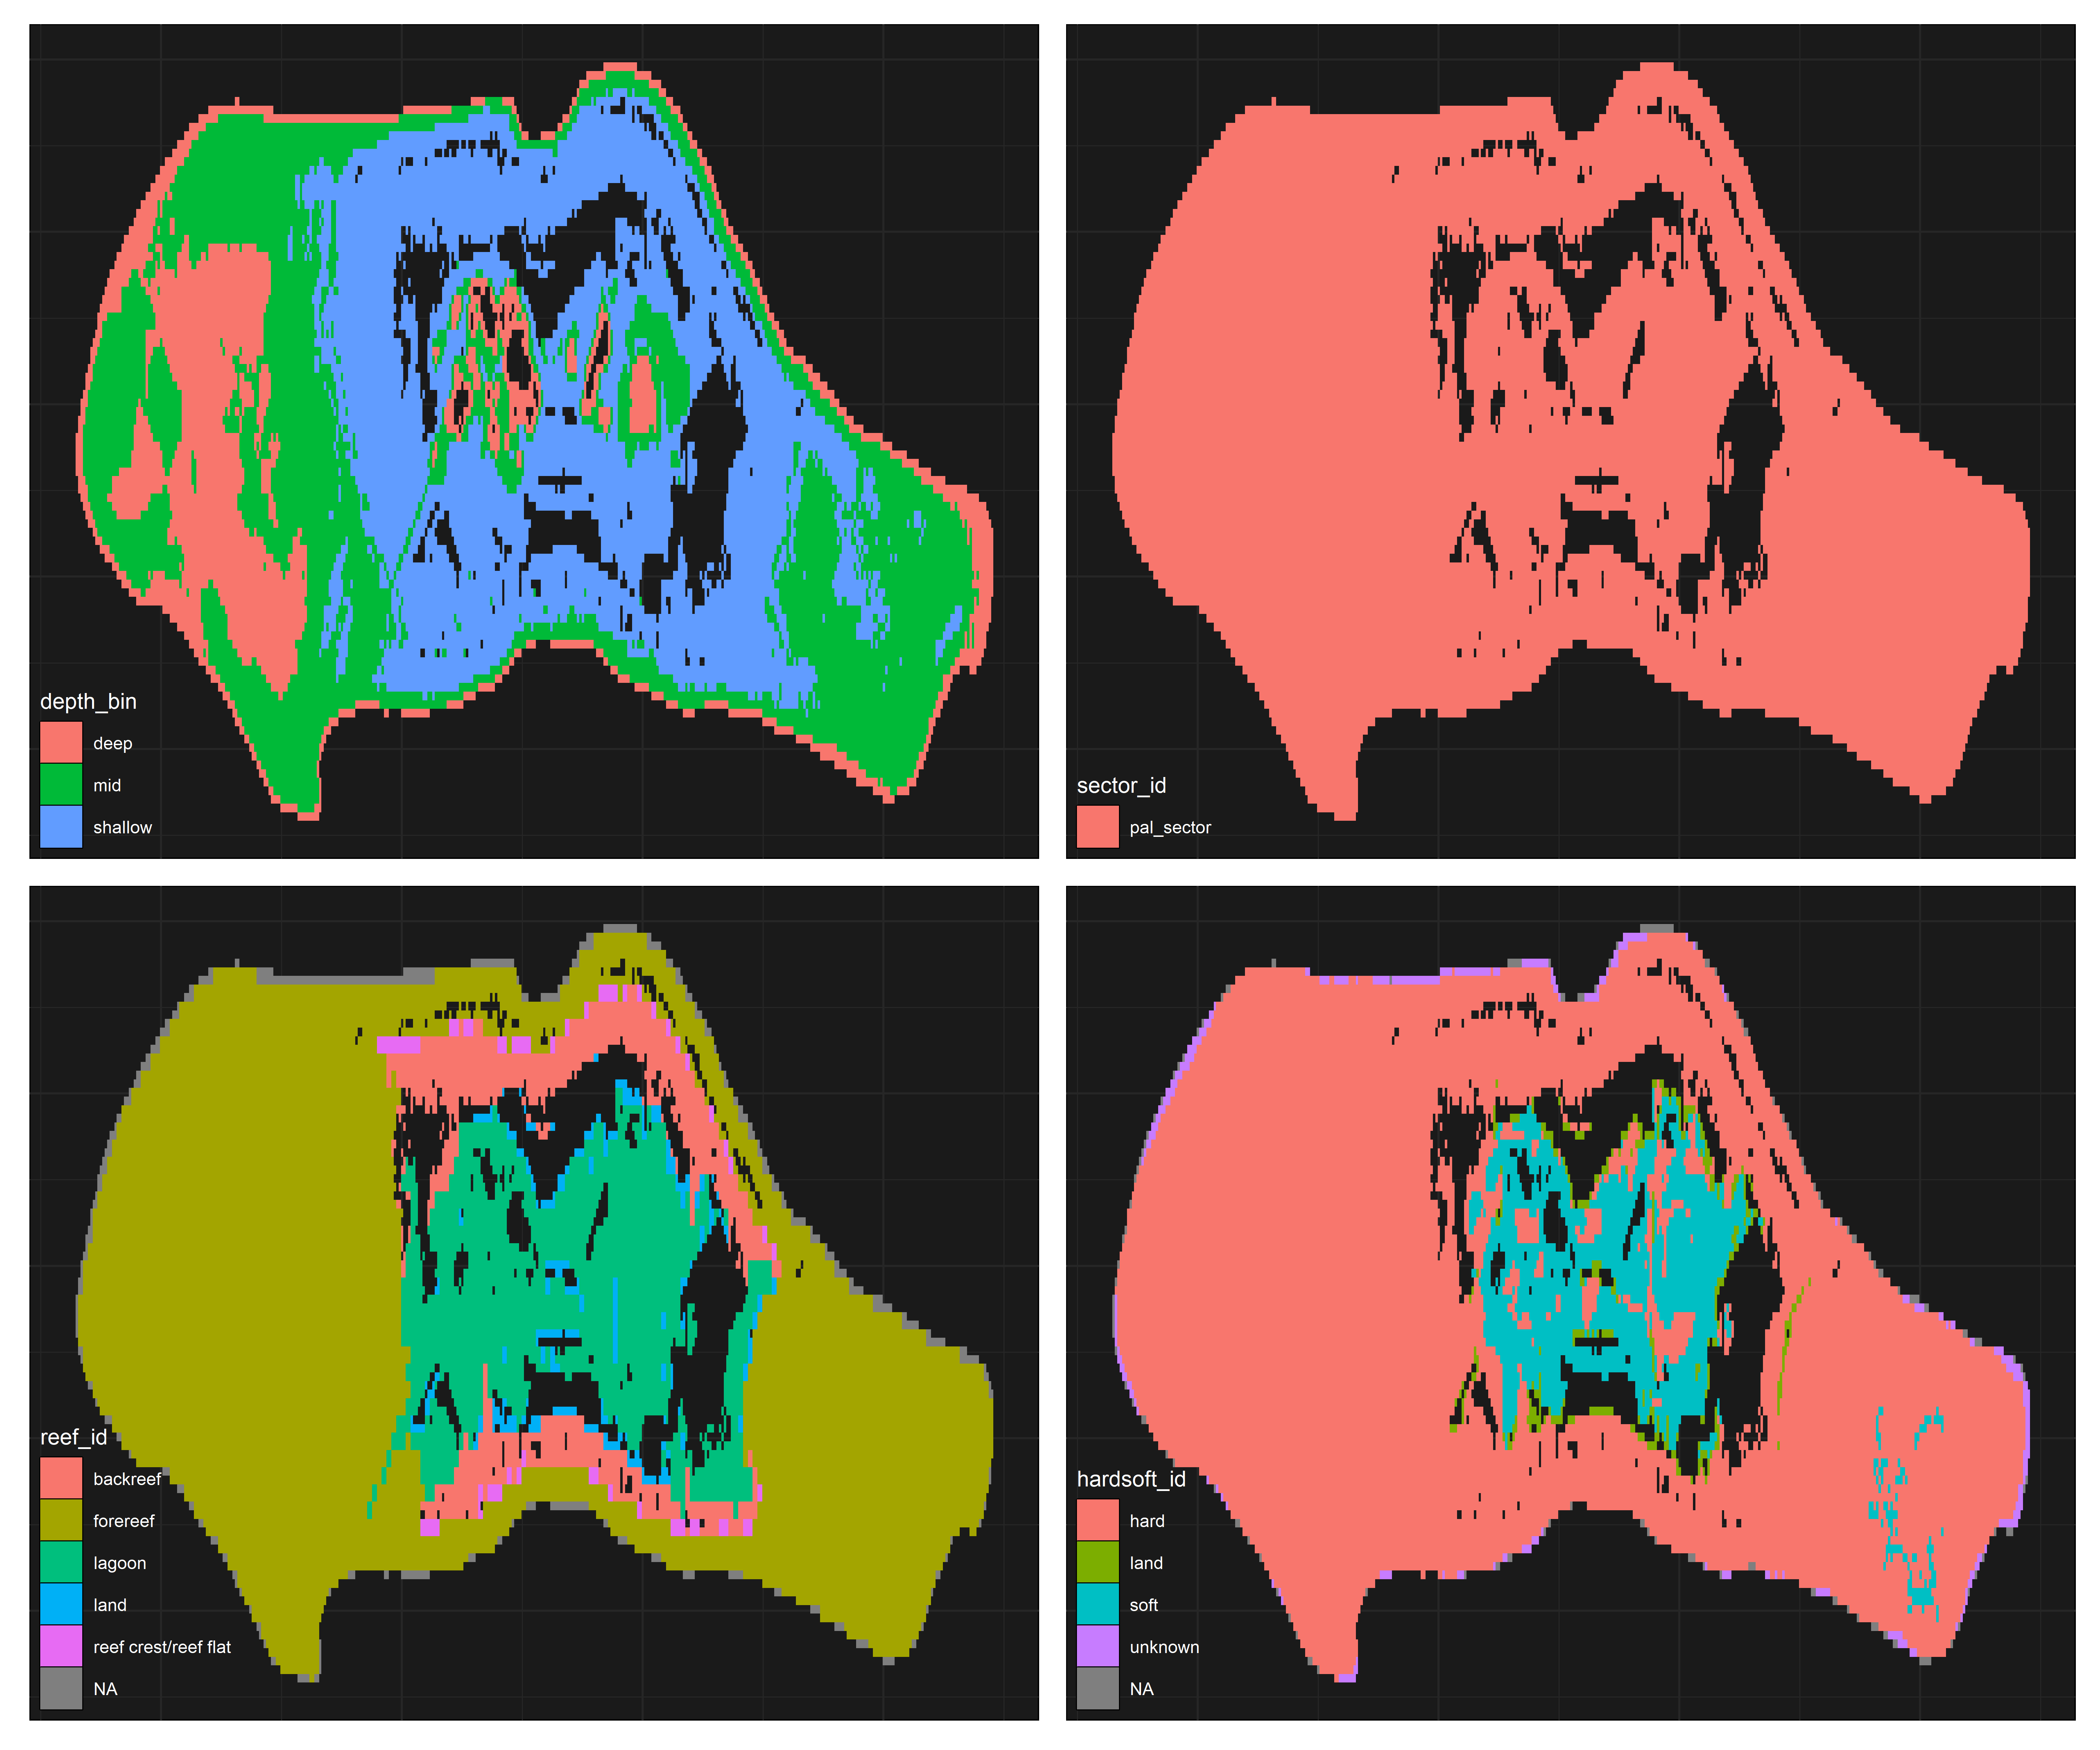 depth_bin
deep
mid
shallow
sector_id
pal_sector
reef_id
backreef
forereef
lagoon
land
reef crest/reef flat
NA
hardsoft_id
hard
land
soft
unknown
NA